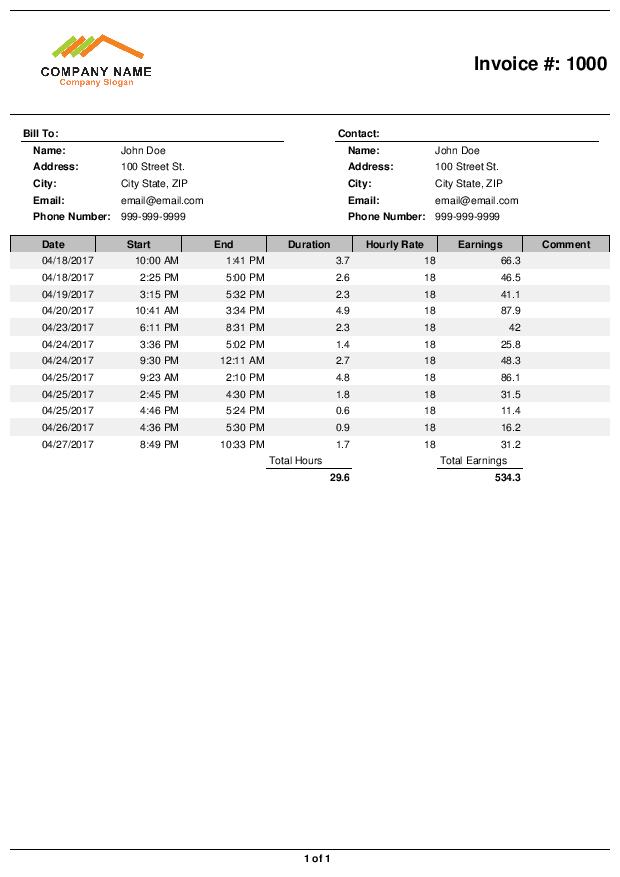 COMPANY NAME
Company Slogan
Invoice #: 1000
Bill To: Contact:
Name: John Doe Name: John Doe
Address: 100 Street St. Address: 100 Street St.
City: City State, ZIP City: City State, ZIP
Email: email@email.com Email: email@email.com
Phone Number: 999-999-9999 Phone Number: 999-999-9999
Date Start End Duration Hourly Rate Earnings Comment
04/18/2017 10:00 AM 1:41 PM 3.7 18 66.3
04/18/2017 2:25 PM 5:00 PM 2.6 18 46.5
04/19/2017 3:15 PM 5:32 PM 2.3 18 41.1
04/20/2017 10:41 AM 3:34 PM 4.9 18 87.9
04/23/2017 6:11 PM 8:31 PM 2.3 18 42
04/24/2017 3:36 PM 5:02 PM 1.4 18 25.8
04/24/2017 9:30 PM 12:11 AM 2.7 18 48.3
04/25/2017 9:23 AM 2:10 PM 4.8 18 86.1
04/25/2017 2:45 PM 4:30 PM 1.8 18 31.5
04/25/2017 4:46 PM 5:24 PM 0.6 18 11.4
04/26/2017 4:36 PM 5:30 PM 0.9 18 16.2
04/27/2017 8:49 PM 10:33 PM 1.7 18 31.2
Total Hours Total Earnings
29.6 534.3
1 of 1